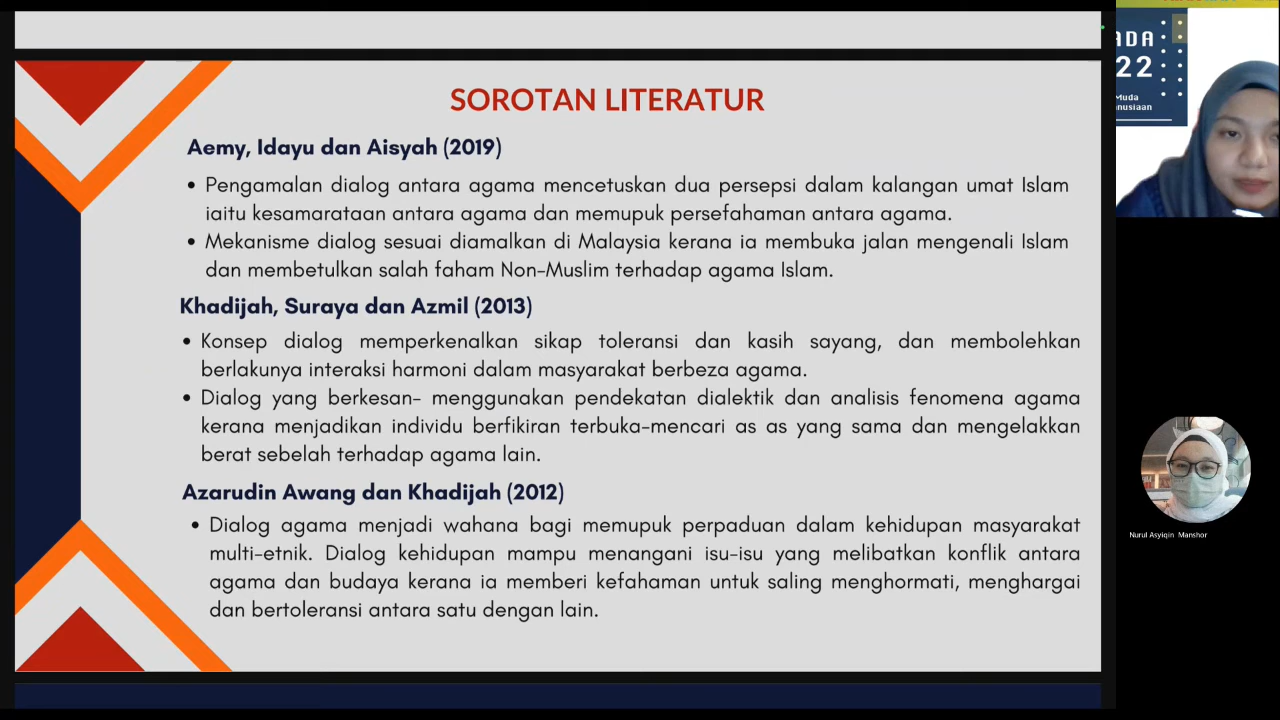 SOROTAN LITERATUR
Aemy, Idayu dan Aisyah (2019)
• Pengamalan dialog antara agama mencetuskan dua persepsi dalam kalangan umat Islam
iaitu kesamarataan antara agama dan memupuk persefahaman antara agama.
• Mekanisme dialog sesuai diamalkan di Malaysia kerana ia membuka jalan mengenali Islam
dan membetulkan salah faham Non-Muslim terhadap agama Islam.
Khadijah, Suraya dan Azmil (2013)
• Konsep dialog memperkenalkan sikap toleransi dan kasih sayang, dan membolehkan
berlakunya interaksi harmoni dalam masyarakat berbeza agama.
• Dialog yang berkesan- menggunakan pendekatan dialektik dan analisis fenomena agama
kerana menjadikan individu berfikiran terbuka-mencari as as yang sama dan mengelakkan
berat sebelah terhadap agama lain.
Azarudin Awang dan Khadijah (2012)
• Dialog agama menjadi wahana bagi memupuk perpaduan dalam kehidupan masyarakat
multi-etnik. Dialog kehidupan mampu menangani isu-isu yang melibatkan konflik antara
agama dan budaya kerana ia memberi kefahaman untuk saling menghormati, menghargai
dan bertoleransi antara satu dengan lain.
ADA
22
Muda
nusiaan
Nurul Asyiqin Manshor